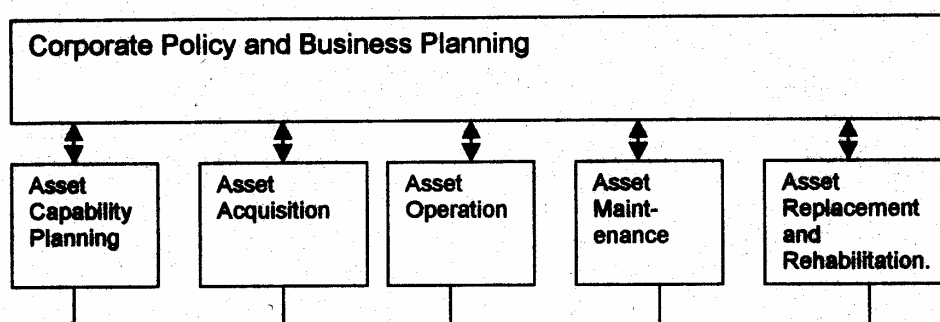 Corporate Policy and Business Planning
Asset
Capability
Planning
Asset
Acquisition
Asset
Operation
Asset
Maint-
enance
Asset
Replacement
and
Rehabilitation.